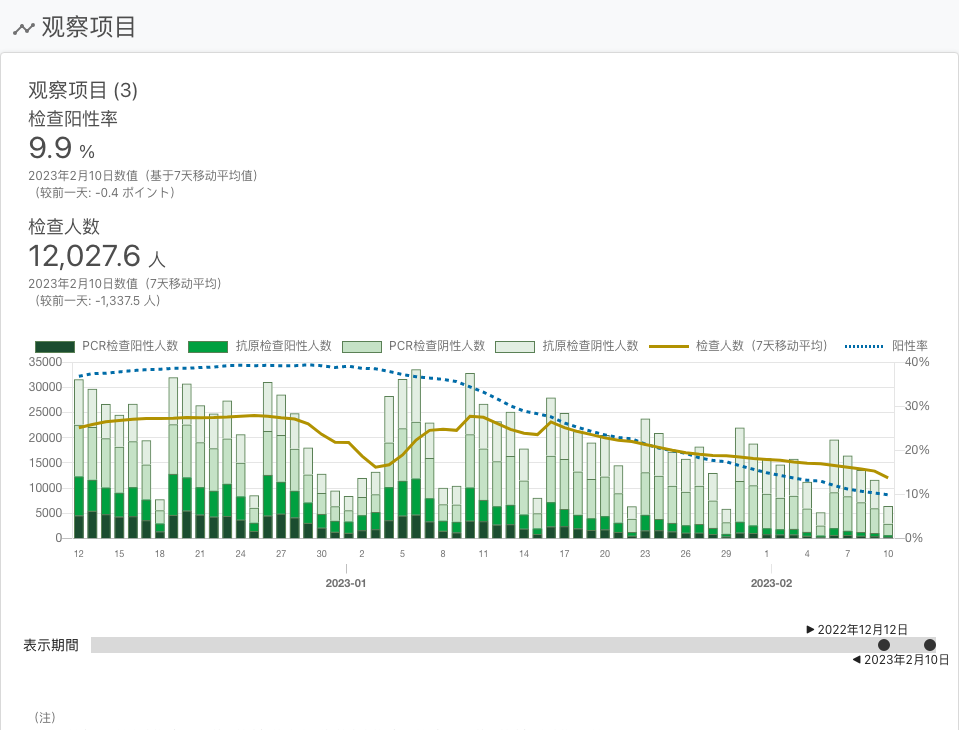 观察项目
观察项目 (3)
检查阳性率
9.9 %
2023年2月10日数值（基于7天移动平均值）
（较前一天: -0.4 ポイント）
检查人数
12,027.6 人
2023年2月10日数值（7天移动平均）
（较前一天: -1,337.5 人）
PCR检查阳性人数 抗原检查阳性人数 PCR检查阴性人数 抗原检查阴性人数 检查人数（7天移动平均） 阳性率
35000 40%
30000
25000 30%
20000
20%
15000
10000 10%
5000
0 0%
12 15 18 21 24 27 30 2 5 8 11 14 17 20 23 26 29 1 4 7 10
2023-01 2023-02
►2022年12月12日
表示期間
◄2023年2月10日
（注）